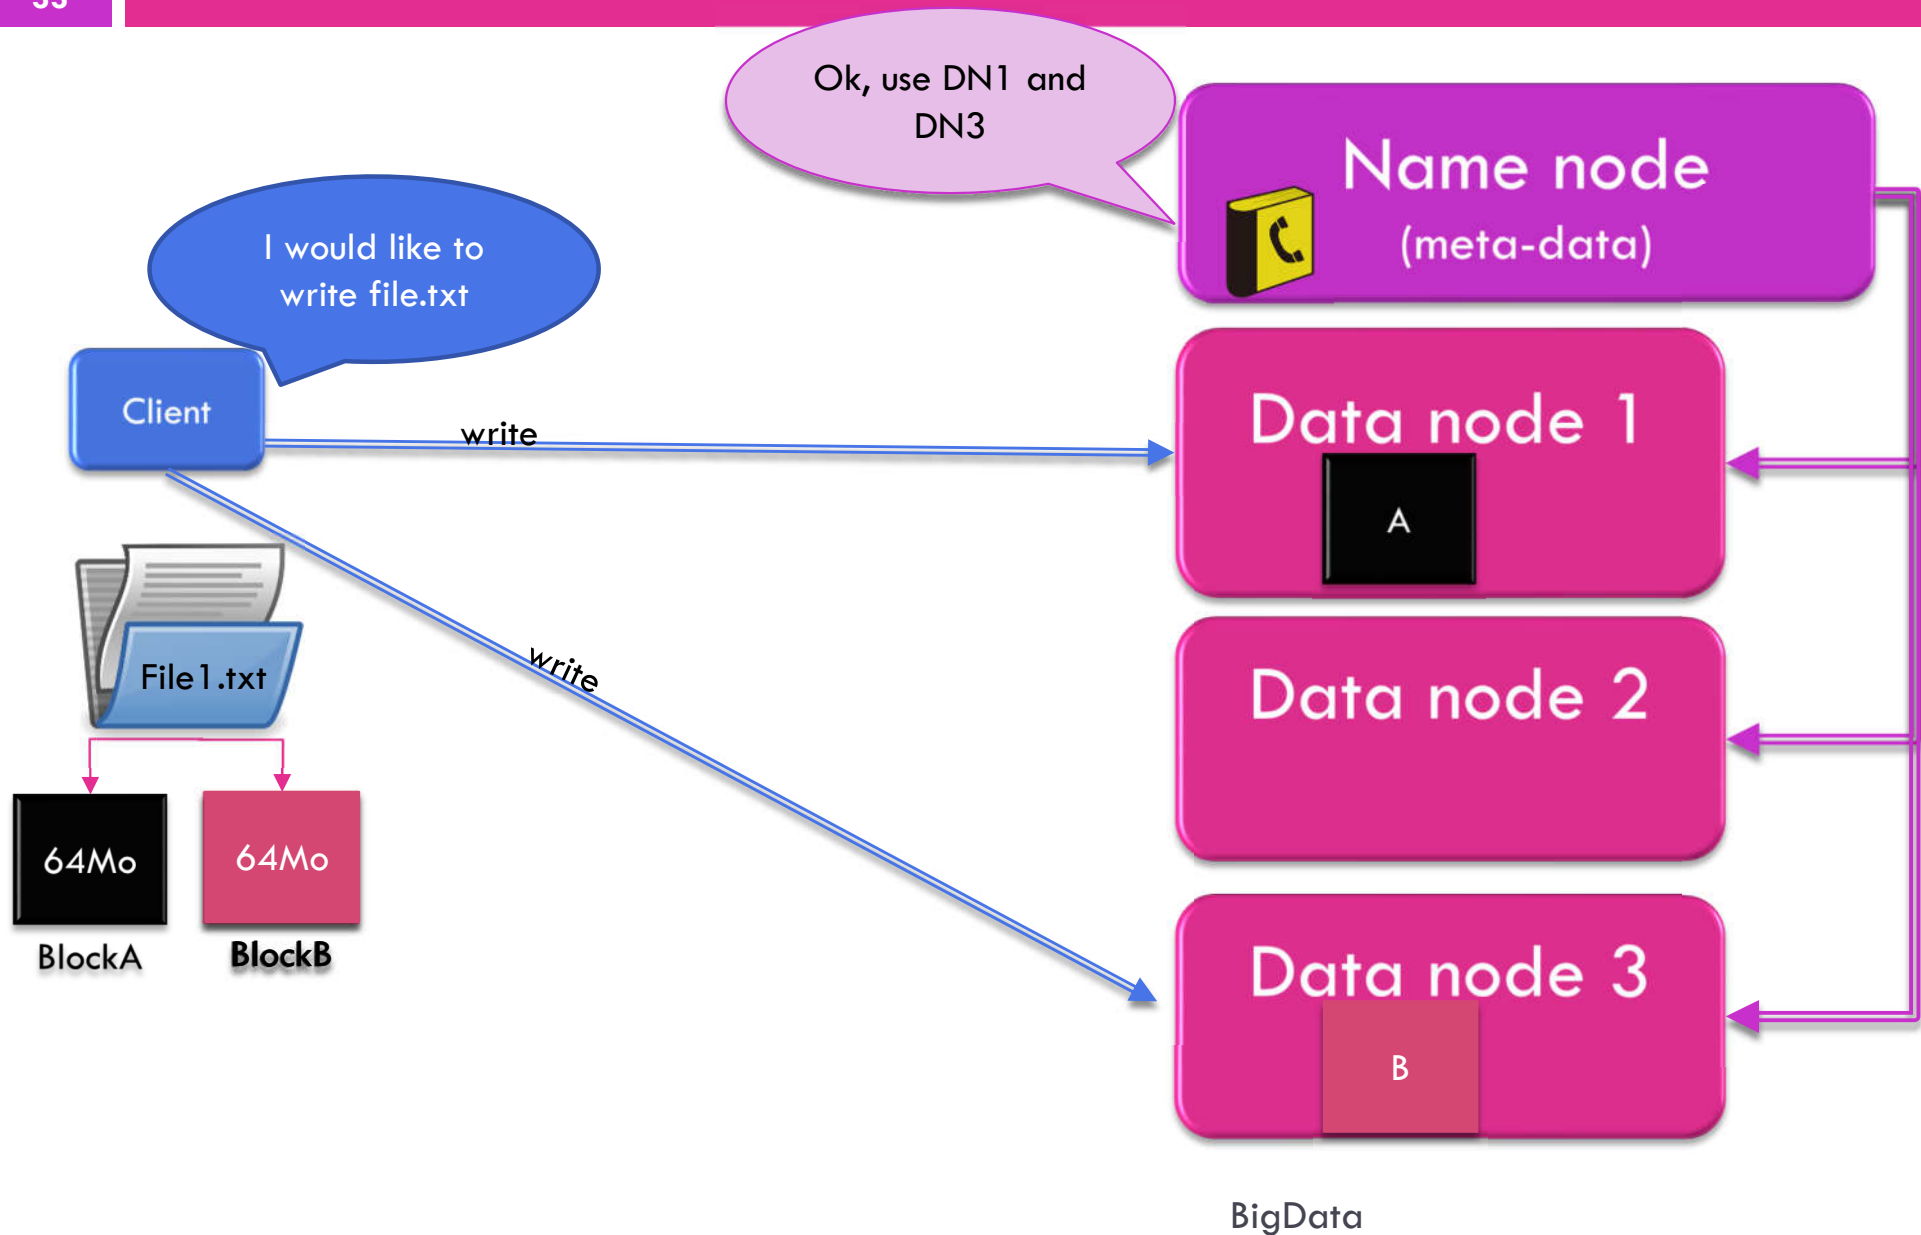 33
Ok, use DN1 and
DN3
Name node
(meta-data)
I would like to
write file.txt
Client
write
Data node 1
A
write
File1.txt
Data node 2
64Mo
64Mo
BlockA
BlockB
Data node 3
B
BigData